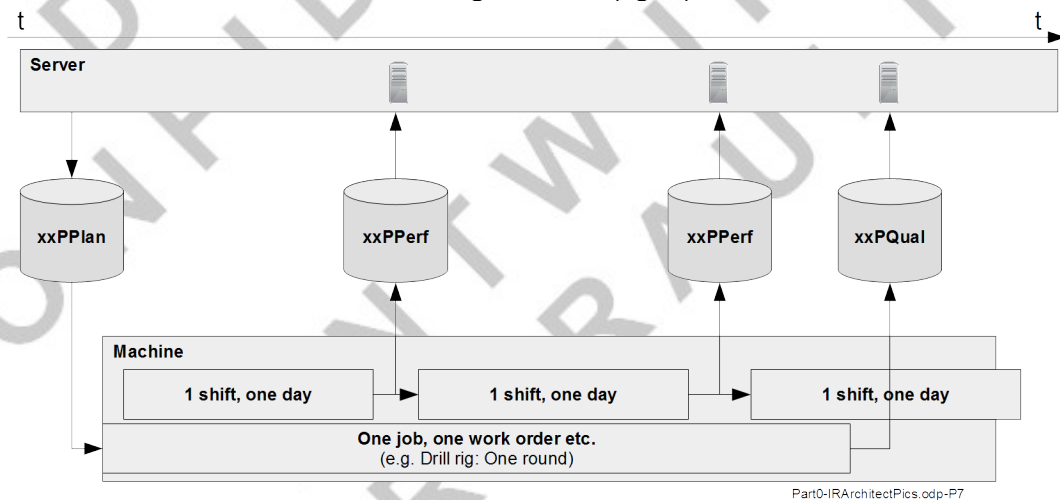 t t
Server
xxPPlan xxPPerf xxPPerf xxPQual
Machine
1 shift, one day 1 shift, one day 1 shift, one day
One job, one work order etc.
(e.g. Drill rig: One round)
Part0-IRArchitectPics.odp-P7